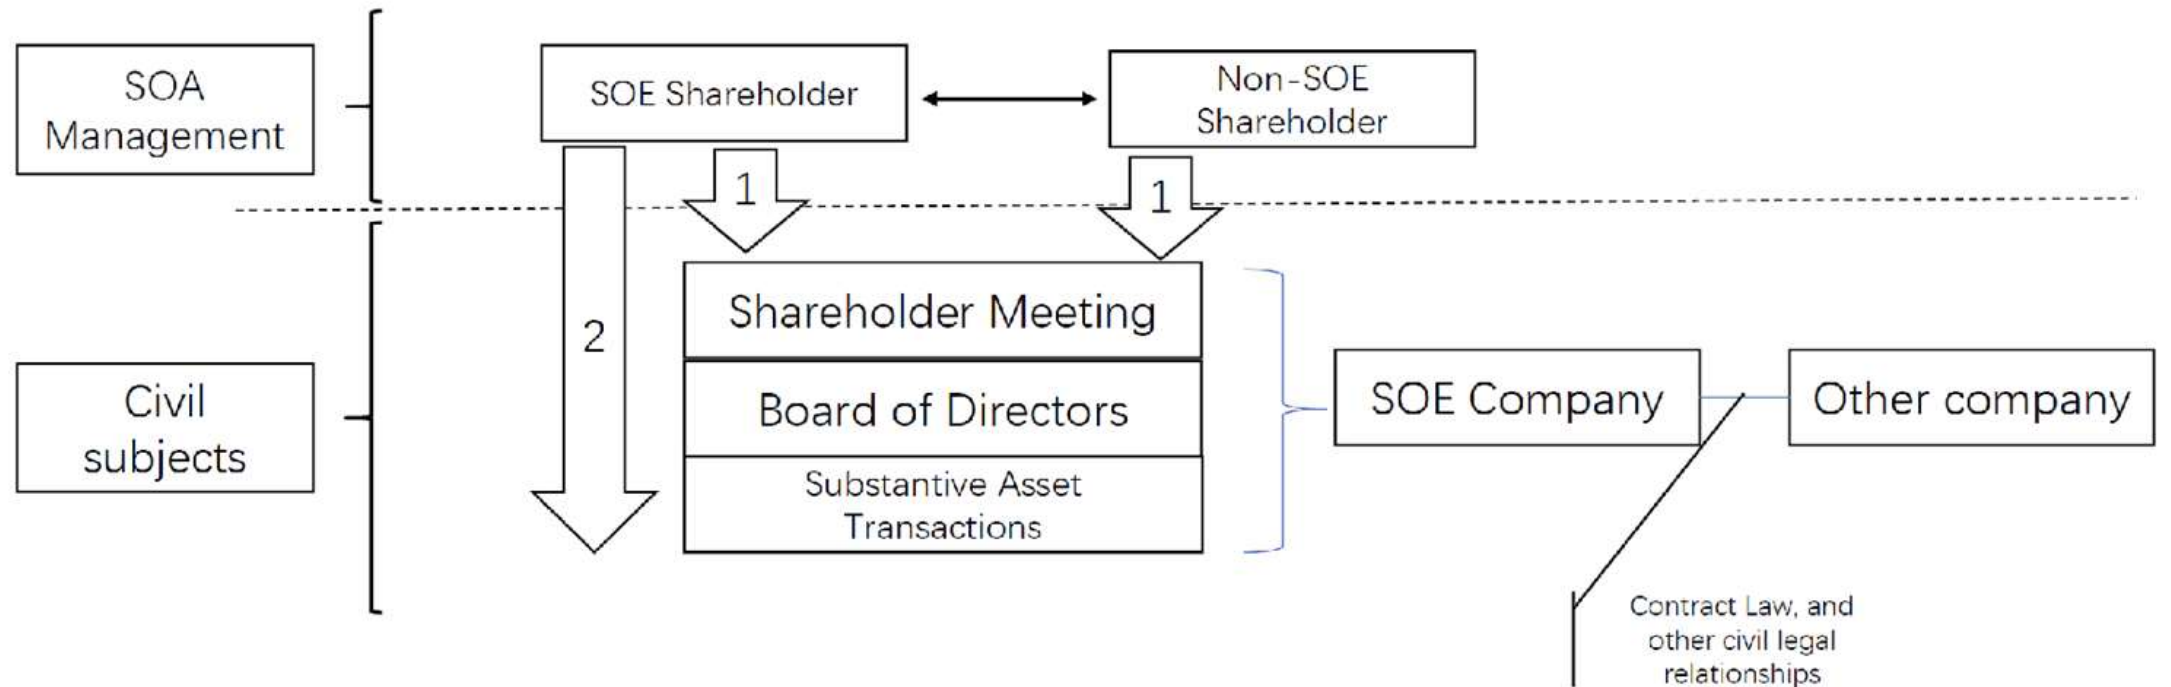 SOA
Management
SOE Shareholder
Non-SOE
Shareholder
1
1
2
Shareholder Meeting
Board of Directors
Substantive Asset
Transactions
Civil
subjects
SOE Company
Other company
Contract Law, and
other civil legal
relationships